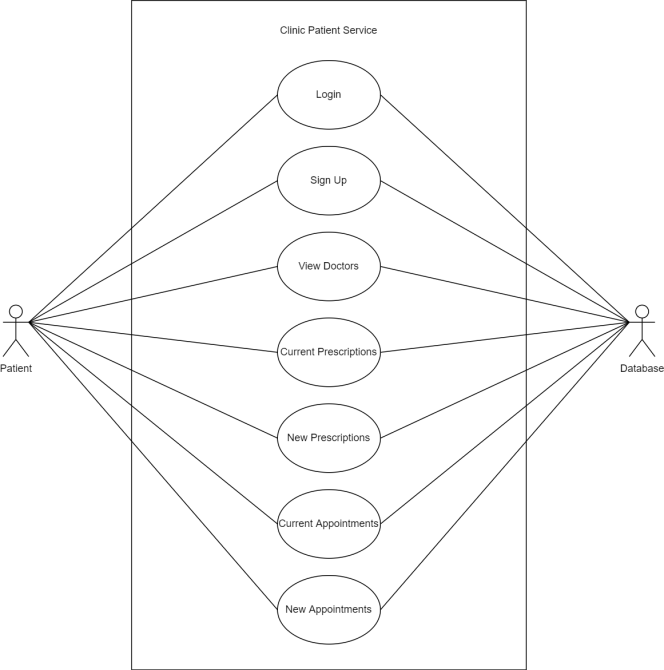 Clinic Patient Service
Login
Sign Up
View Doctors
Current Prescriptions
Patient
Database
New Prescriptions
Current Appointments
New Appointments